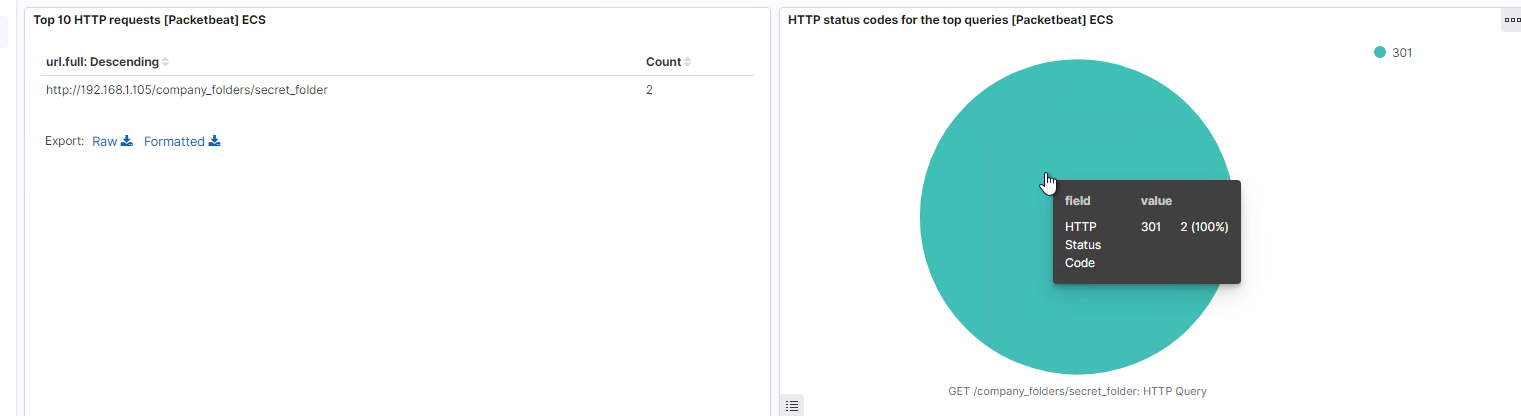 Top 10 HTTP requests [Packetbeat] ECS
url.full: Descending Count
http://192.168.1.105/company_folders/secret_folder 2
Export: Raw Formatted
HTTP status codes for the top queries [Packetbeat] ECS
301
field value
HTTP Status Code 301 2 (100%)
GET /company_folders/secret_folder: HTTP Query